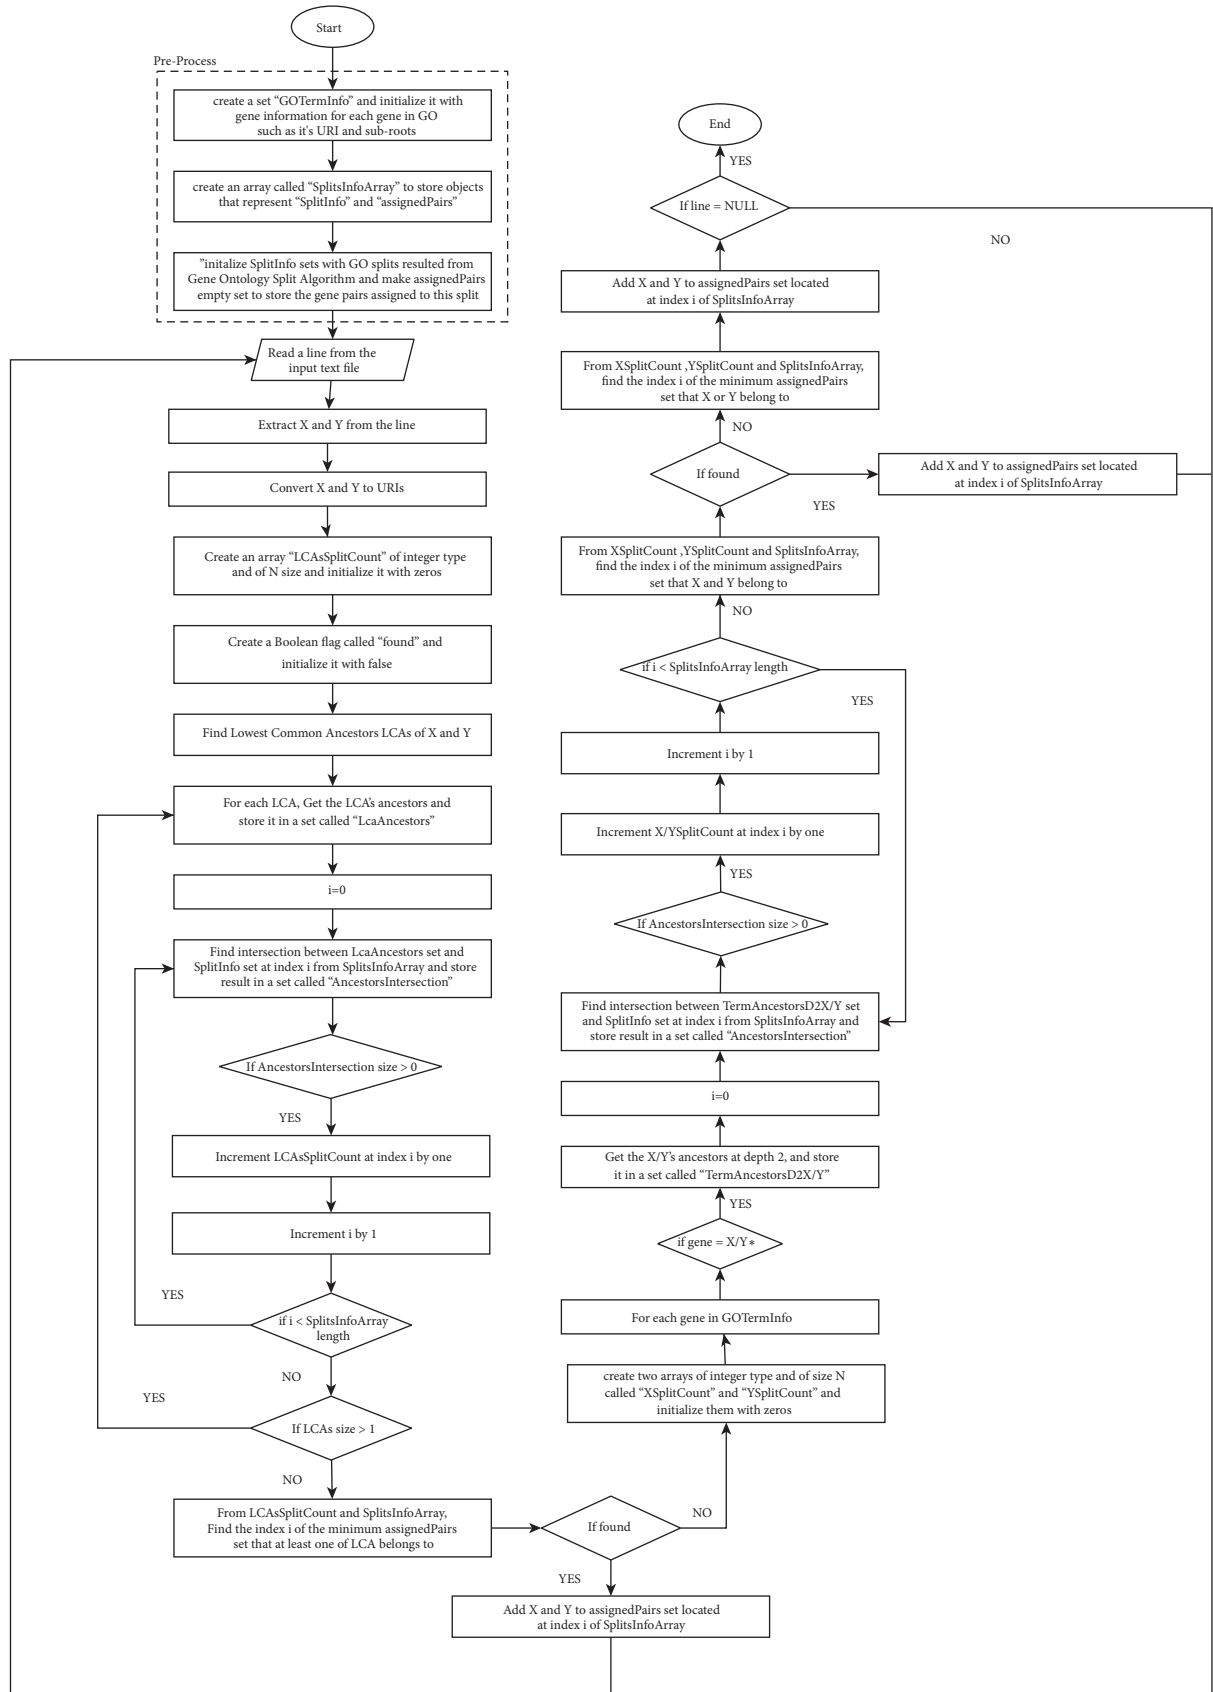 Start
Pre-Process
create a set “GOTermInfo” and initialize it with
gene information for each gene in GO
such as it's URI and sub-roots
create an array called “SplitsInfoArray” to store objects
that represent “SplitInfo” and “assignedPairs”
”initalize SplitInfo sets with GO splits resulted from
Gene Ontology Split Algorithm and make assignedPairs
empty set to store the gene pairs assigned to this split
Read a line from the
input text file
Extract X and Y from the line
Convert X and Y to URIs
Create an array “LCAsSplitCount” of integer type
and of N size and initialize it with zeros
Create a Boolean flag called “found” and
initialize it with false
Find Lowest Common Ancestors LCAs of X and Y
For each LCA, Get the LCA's ancestors and
store it in a set called “LcaAncestors”
i=0
Find intersection between LcaAncestors set and
SplitInfo set at index i from SplitsInfoArray and store
result in a set called “AncestorsIntersection”
If AncestorsIntersection size > 0
YES
Increment LCAsSplitCount at index i by one
Increment i by 1
YES
if i < SplitsInfoArray
length
NO
YES
If LCAs size > 1
NO
From LCAsSplitCount and SplitsInfoArray,
Find the index i of the minimum assignedPairs
set that at least one of LCA belongs to
If found
NO
YES
Add X and Y to assignedPairs set located
at index i of SplitsInfoArray
create two arrays of integer type and of size N
called “XSplitCount” and “YSplitCount” and
initialize them with zeros
For each gene in GOTermInfo
if gene = X/Y*
YES
Get the X/Y's ancestors at depth 2, and store
it in a set called “TermAncestorsD2X/Y”
i=0
Find intersection between TermAncestorsD2X/Y set
and SplitInfo set at index i from SplitsInfoArray and
store result in a set called “AncestorsIntersection”
If AncestorsIntersection size > 0
YES
Increment X/YSplitCount at index i by one
Increment i by 1
if i < SplitsInfoArray length
YES
NO
From XSplitCount ,YSplitCount and SplitsInfoArray,
find the index i of the minimum assignedPairs
set that X and Y belong to
If found
YES
Add X and Y to assignedPairs set located
at index i of SplitsInfoArray
NO
From XSplitCount ,YSplitCount and SplitsInfoArray,
find the index i of the minimum assignedPairs
set that X or Y belong to
Add X and Y to assignedPairs set located
at index i of SplitsInfoArray
If line = NULL
NO
YES
End